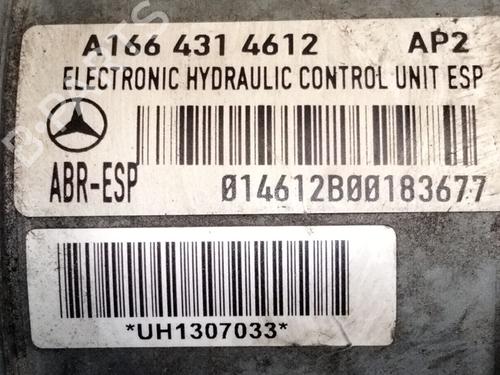 A166 431 4612 AP2
ELECTRONIC HYDRAULIC CONTROL UNIT ESP
ABR-ESP 014612B00183677
*UH1307033*